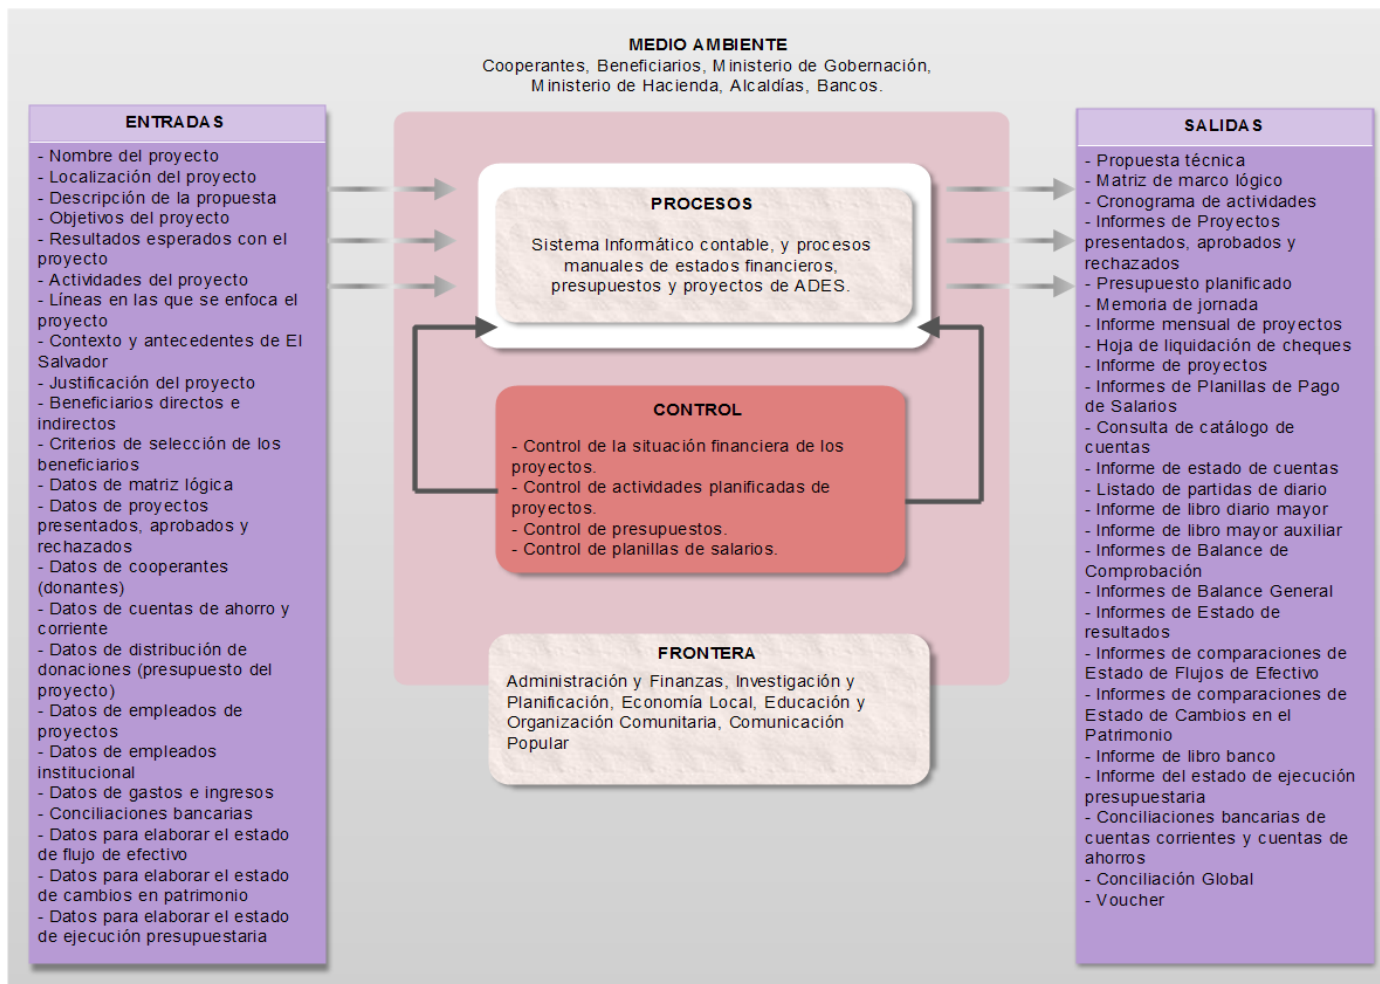 MEDIO AMBIENTE
Cooperantes, Beneficiarios, Ministerio de Gobernación,
Ministerio de Hacienda, Alcaldías, Bancos.
ENTRADAS
- Nombre del proyecto
- Localización del proyecto
- Descripción de la propuesta
- Objetivos del proyecto
- Resultados esperados con el
proyecto
- Actividades del proyecto
- Líneas en las que se enfoca el
proyecto
- Contexto y antecedentes de El
Salvador
- Justificación del proyecto
- Beneficiarios directos e
indirectos
- Criterios de selección de los
beneficiarios
- Datos de matriz lógica
- Datos de proyectos
presentados, aprobados y
rechazados
- Datos de cooperantes
(donantes)
- Datos de cuentas de ahorro y
corriente
- Datos de distribución de
donaciones (presupuesto del
proyecto)
- Datos de empleados de
proyectos
- Datos de empleados
institucional
- Datos de gastos e ingresos
- Conciliaciones bancarias
- Datos para elaborar el estado
de flujo de efectivo
- Datos para elaborar el estado
de cambios en patrimonio
- Datos para elaborar el estado
de ejecución presupuestaria
PROCESOS
Sistema Informático contable, y procesos
manuales de estados financieros,
presupuestos y proyectos de ADES.
CONTROL
- Control de la situación financiera de los
proyectos.
- Control de actividades planificadas de
proyectos.
- Control de presupuestos.
- Control de planillas de salarios.
FRONTERA
Administración y Finanzas, Investigación y
Planificación, Economía Local, Educación y
Organización Comunitaria, Comunicación
Popular
SALIDAS
- Propuesta técnica
- Matriz de marco lógico
- Cronograma de actividades
- Informes de Proyectos
presentados, aprobados y
rechazados
- Presupuesto planificado
- Memoria de jornada
- Informe mensual de proyectos
- Hoja de liquidación de cheques
- Informe de proyectos
- Informes de Planillas de Pago
de Salarios
- Consulta de catálogo de
cuentas
- Informe de estado de cuentas
- Listado de partidas de diario
- Informe de libro diario mayor
- Informe de libro mayor auxiliar
- Informes de Balance de
Comprobación
- Informes de Balance General
- Informes de Estado de
resultados
- Informes de comparaciones de
Estado de Flujos de Efectivo
- Informes de comparaciones de
Estado de Cambios en el
Patrimonio
- Informe de libro banco
- Informe del estado de ejecución
presupuestaria
- Conciliaciones bancarias de
cuentas corrientes y cuentas de
ahorros
- Conciliación Global
- Voucher